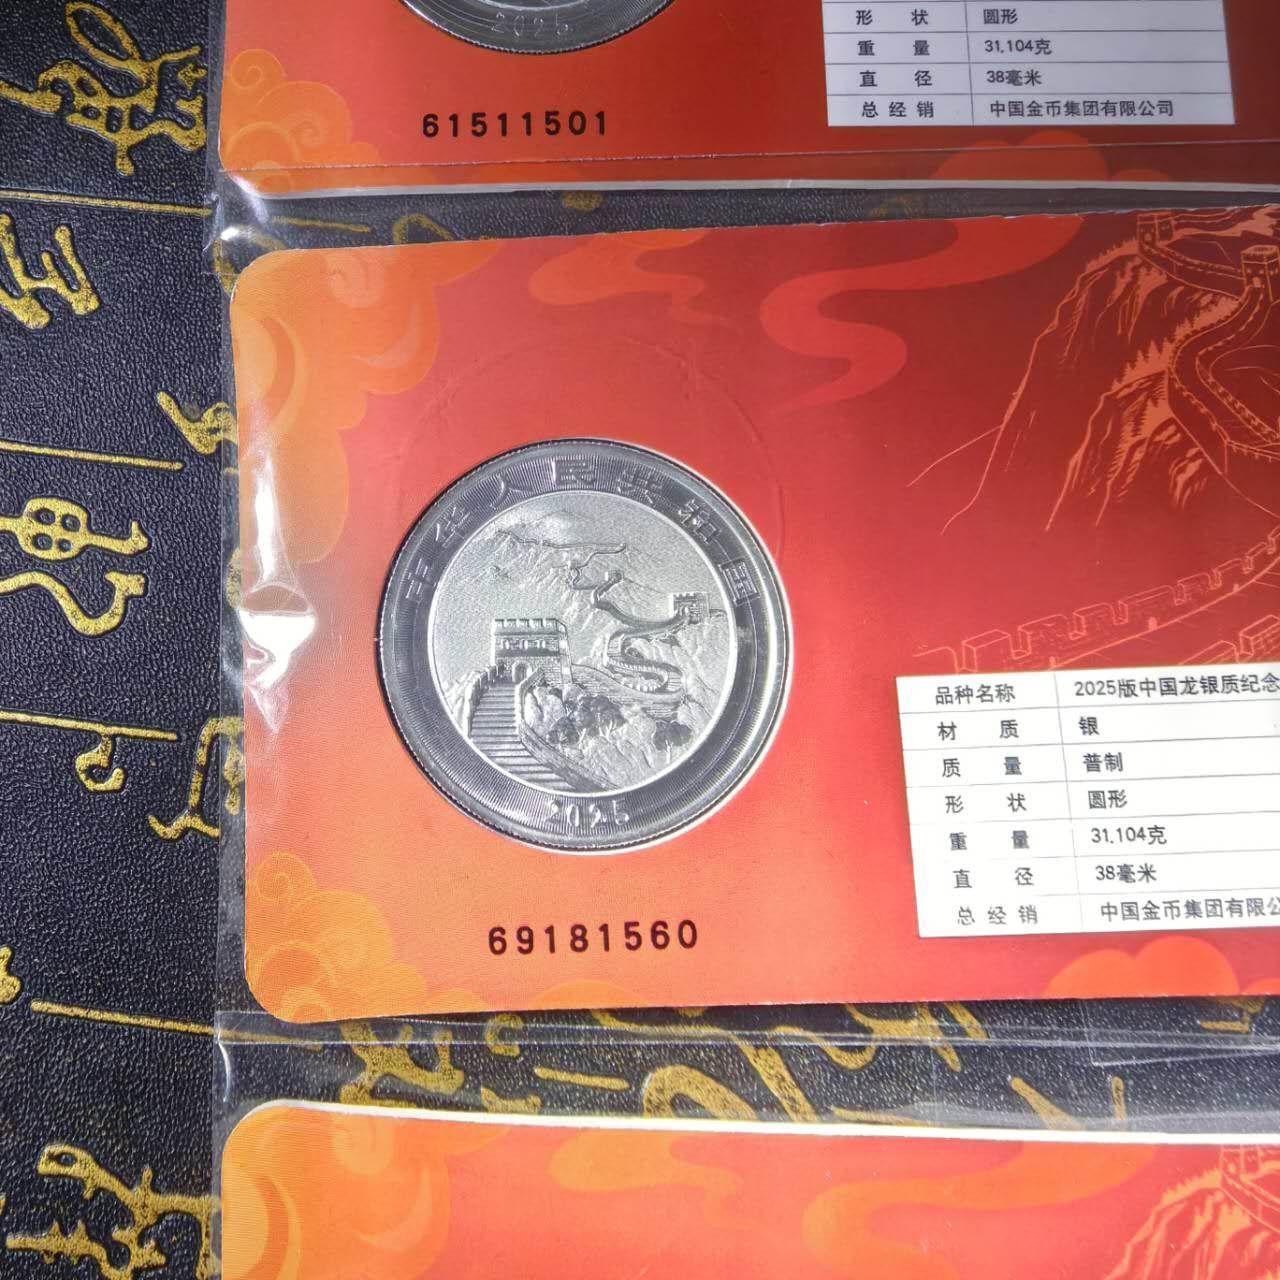 2025
形 状 圆形
重 量 31.104克
直 径 38毫米
总经销 中国金币集团有限公司
61511501
中华人民共和国
2025
品种名称 2025版中国龙银质纪念
材 质 银
质 量 普制
形 状 圆形
重 量 31.104克
直 径 38毫米
总经销 中国金币集团有限公
69181560